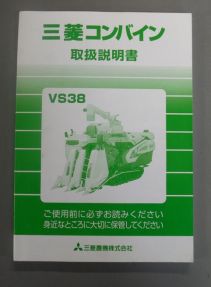 三菱コンバイン
取扱説明書
VS38
ご使用前に必ずお読みください
身近なところに大切に保管してください
三菱農機株式会社